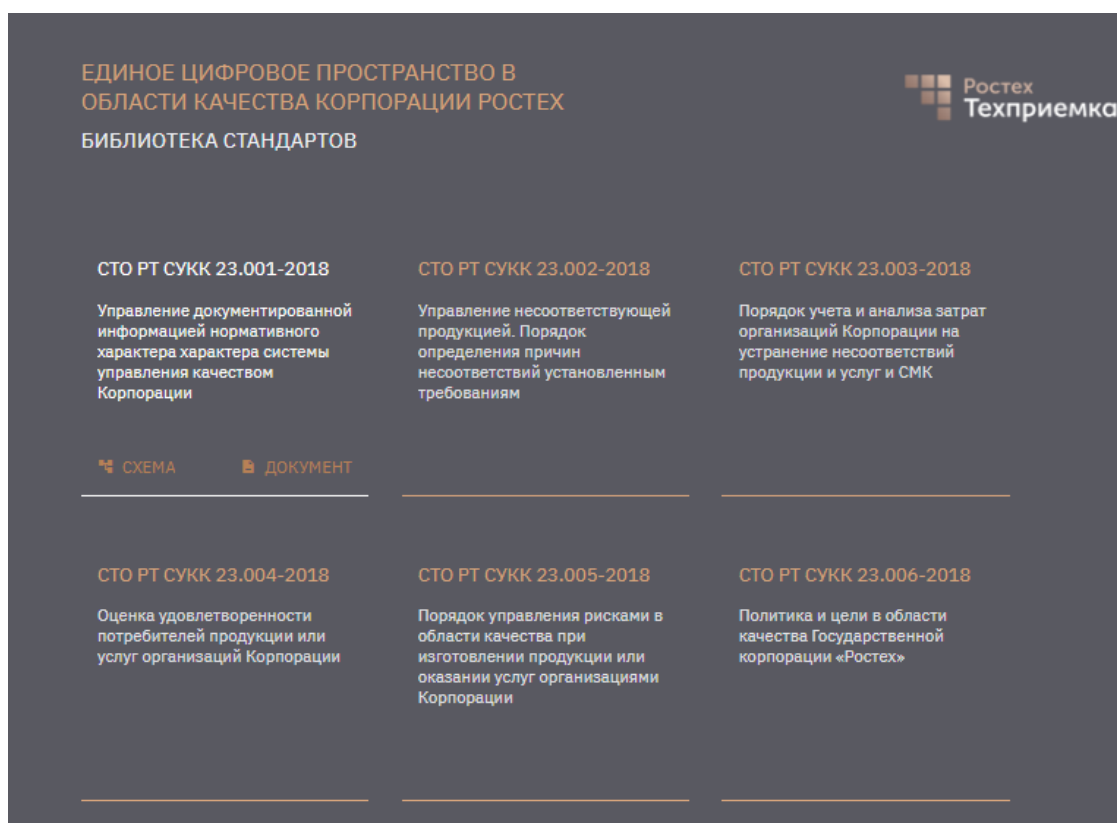 ЕДИНОЕ ЦИФРОВОЕ ПРОСТРАНСТВО В
ОБЛАСТИ КАЧЕСТВА КОРПОРАЦИИ РОСТЕХ
БИБЛИОТЕКА СТАНДАРТОВ
Ростех
Техприемка
СТО РТ СУКК 23.001-2018
Управление документированной
информацией нормативного
характера характера системы
управления качеством
Корпорации
СХЕМА
ДОКУМЕНТ
СТО РТ СУКК 23.002-2018
Управление несоответствующей
продукцией. Порядок
определения причин
несоответствий установленным
требованиям
СТО РТ СУКК 23.003-2018
Порядок учета и анализа затрат
организаций Корпорации на
устранение несоответствий
продукции и услуг и СМК
СТО РТ СУКК 23.004-2018
Оценка удовлетворенности
потребителей продукции или
услуг организаций Корпорации
СТО РТ СУКК 23.005-2018
Порядок управления рисками в
области качества при
изготовлении продукции или
оказании услуг организациями
Корпорации
СТО РТ СУКК 23.006-2018
Политика и цели в области
качества Государственной
корпорации «Ростех»